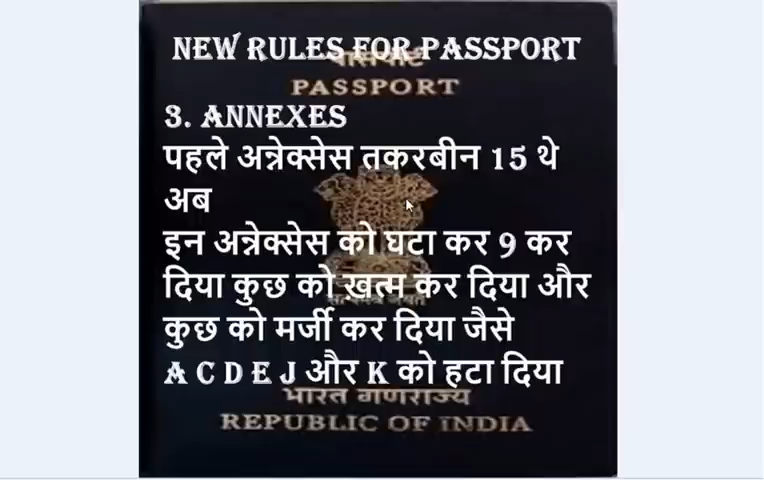 NEW RULES FOR PASSPORT
पासपोर्ट
PASSPORT
3. ANNEXES
पहले अन्नेक्सेस तकरबीन 15 थे
अब
इन अन्नेक्सेस को घटा कर 9 कर
दिया कुछ को ख़त्म कर दिया और
कुछ को मर्जी कर दिया जैसे
A C D E J और K को हटा दिया
भारत गणराज्य
REPUBLIC OF INDIA